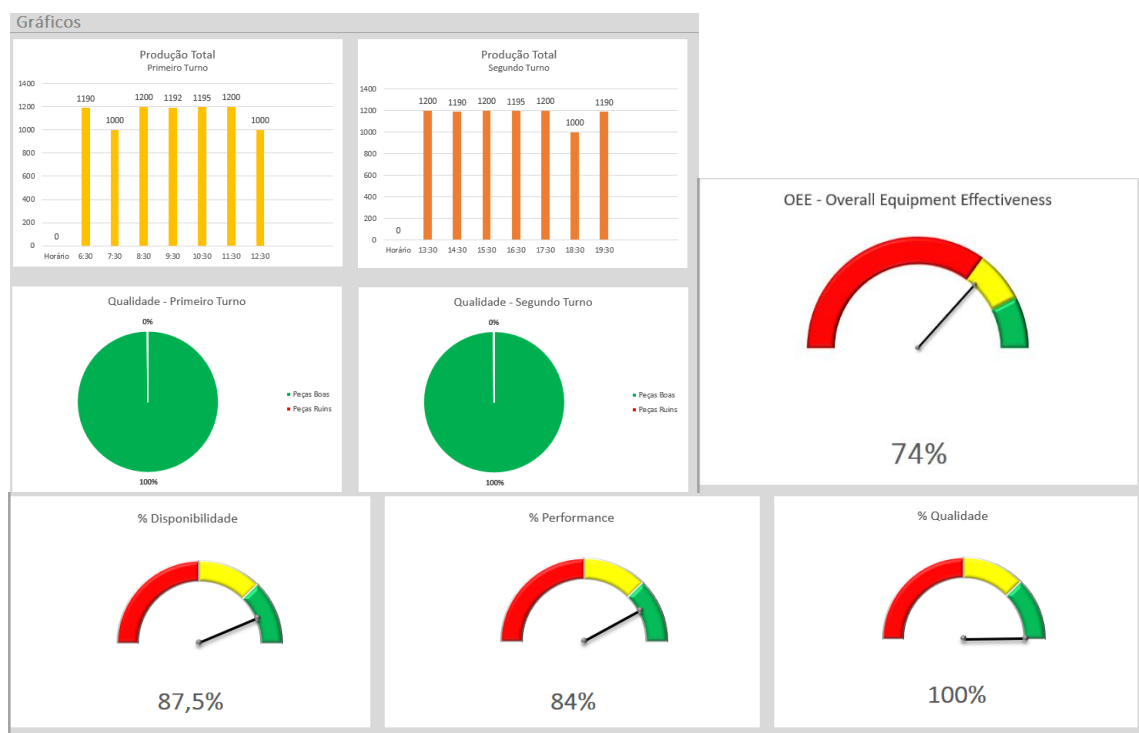 Gráficos
Produção Total
Primeiro Turno
1400
1200
1000
800
600
400
200
0
0
1190
1000
1200
1192
1195
1200
1000
Horário 6:30 7:30 8:30 9:30 10:30 11:30 12:30
Produção Total
Segundo Turno
1400
1200
1000
800
600
400
200
0
0
1200
1190
1200
1195
1200
1000
1190
Horário 13:30 14:30 15:30 16:30 17:30 18:30 19:30
Qualidade - Primeiro Turno
0%
Peças Boas
Peças Ruins
100%
Qualidade - Segundo Turno
0%
Peças Boas
Peças Ruins
100%
OEE - Overall Equipment Effectiveness
74%
% Disponibilidade
87,5%
% Performance
84%
% Qualidade
100%